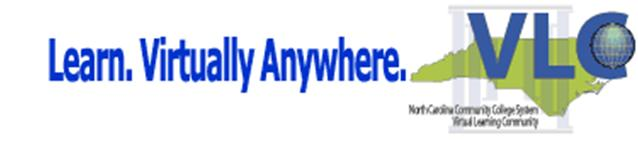 Learn. Virtually Anywhere.
VLC
North Carolina Community College System
Virtual Learning Community